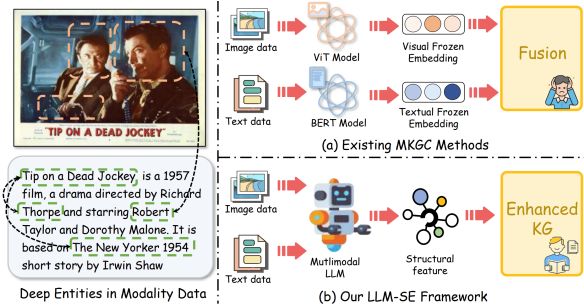 "TIP ON A DEAD JOCKEY"
Tip on a Dead Jockey, is a 1957
film, a drama directed by Richard
Thorpe and starring Robert
Taylor and Dorothy Malone. It is
based on The New Yorker 1954
short story by Irwin Shaw
Deep Entities in Modality Data
Image data
ViT Model
Visual Frozen
Embedding
Text data
BERT Model
Textual Frozen
Embedding
Fusion
(a) Existing MKGC Methods
Image data
Text data
Mutlimodal
LLM
Structural
feature
Enhanced
KG
(b) Our LLM-SE Framework